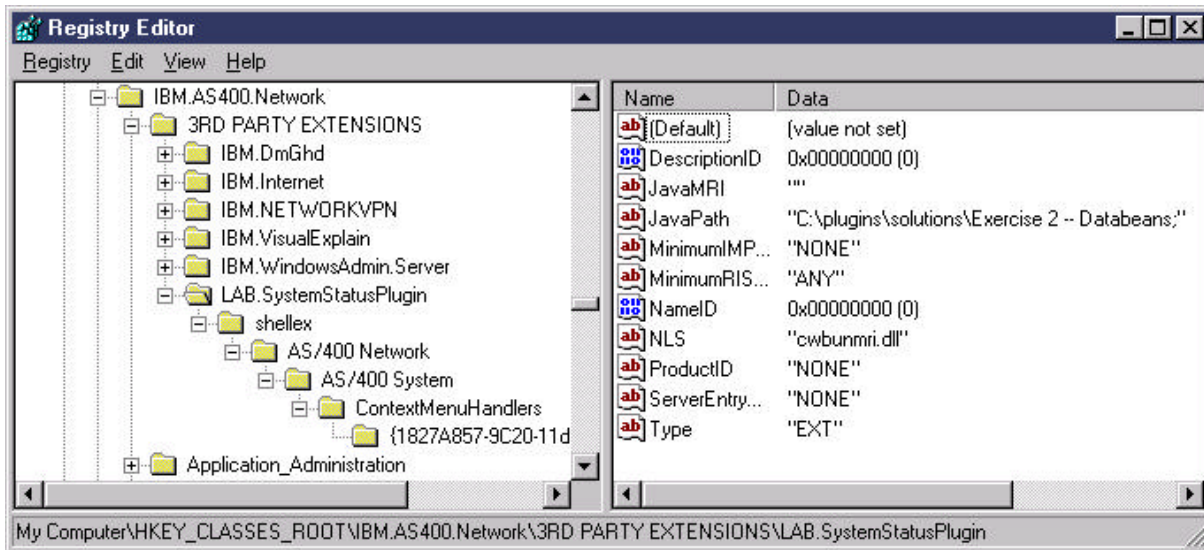 Registry Editor
Registry Edit View Help
IBM.AS400.Network
3RD PARTY EXTENSIONS
IBM.DmGhd
IBM.Internet
IBM.NETWORKVPN
IBM.VisualExplain
IBM.WindowsAdmin.Server
LAB.SystemStatusPlugin
shellex
AS/400 Network
AS/400 System
ContextMenuHandlers
{1827A857-9C20-11d
Application_Administration
Name Data
(Default) (value not set)
DescriptionID 0x00000000 (0)
JavaMRI ""
JavaPath "C:\plugins\solutions\Exercise 2 -- Databeans;"
MinimumIMP... "NONE"
MinimumRIS... "ANY"
NameID 0x00000000 (0)
NLS "cwbunmri.dll"
ProductID "NONE"
ServerEntry... "NONE"
Type "EXT"
My Computer\HKEY_CLASSES_ROOT\IBM.AS400.Network\3RD PARTY EXTENSIONS\LAB.SystemStatusPlugin